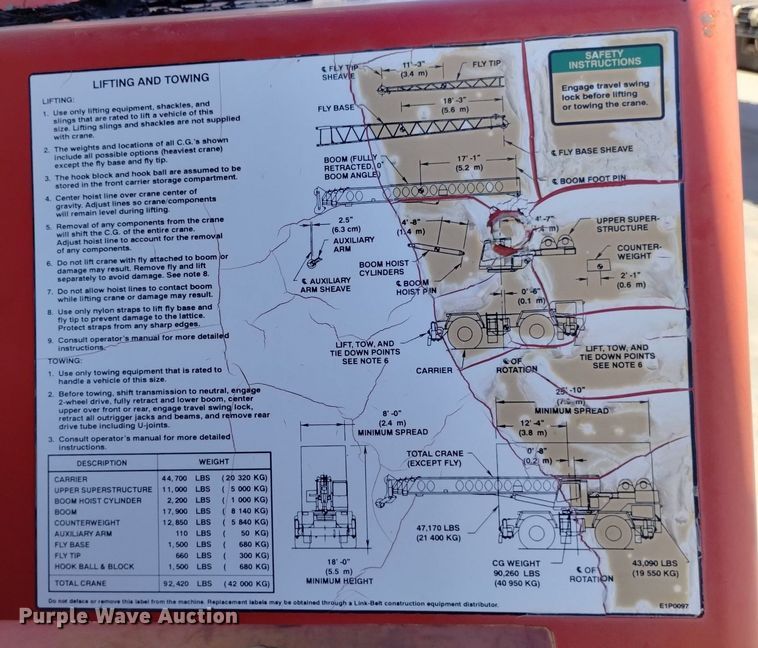 LIFTING AND TOWING
LIFTING:
1. Use only lifting equipment, shackles, and
slings that are rated to lift a vehicle of this
size. Lifting slings and shackles are not supplied
with crane.
2. The weights and locations of all C.G.'s shown
include all possible options (heaviest crane)
except the fly base and fly tip.
3. The hook block and hook ball are assumed to be
stored in the front carrier storage compartment.
4. Center hoist line over crane center of
gravity. Adjust lines so crane/components
will remain level during lifting.
5. Removal of any components from the crane
will shift the C.G. of the entire crane.
Adjust hoist line to account for the removal
of any components.
6. Do not lift crane with fly attached to boom or
damage may result. Remove fly and lift
separately to avoid damage. See note 8.
7. Do not allow hoist lines to contact boom
while lifting crane or damage may result.
8. Use only nylon straps to lift fly base and
fly tip to prevent damage to the lattice.
Protect straps from any sharp edges.
9. Consult operator's manual for more detailed
instructions.
TOWING:
1. Use only towing equipment that is rated to
handle a vehicle of this size.
2. Before towing, shift transmission to neutral, engage
2-wheel drive, fully retract and lower boom, center
upper over front or rear, engage travel swing lock,
retract all outrigger jacks and beams, and remove rear
drive tube including U-joints.
3. Consult operator's manual for more detailed
instructions.
DESCRIPTION WEIGHT
CARRIER 44,700 LBS (20 320 KG)
UPPER SUPERSTRUCTURE 11,000 LBS ( 5 000 KG)
BOOM HOIST CYLINDER 2,200 LBS ( 1 000 KG)
BOOM 17,900 LBS ( 8 140 KG)
COUNTERWEIGHT 12,850 LBS ( 5 840 KG)
AUXILIARY ARM 110 LBS ( 50 KG)
FLY BASE 1,500 LBS ( 680 KG)
FLY TIP 660 LBS ( 300 KG)
HOOK BALL & BLOCK 1,500 LBS ( 680 KG)
TOTAL CRANE 92,420 LBS (42 000 KG)
℄ FLY TIP
SHEAVE
11'-3"
(3.4 m)
FLY TIP
FLY BASE
18'-3"
(5.6 m)
℄ FLY BASE SHEAVE
BOOM (FULLY
RETRACTED, 0°
BOOM ANGLE)
17'-1"
(5.2 m)
℄ BOOM FOOT PIN
SAFETY
INSTRUCTIONS
Engage travel swing
lock before lifting
or towing the crane.
2.5"
(6.3 cm)
AUXILIARY
ARM
℄ AUXILIARY
ARM SHEAVE
4'-8"
(1.4 m)
BOOM HOIST
CYLINDERS
℄ BOOM
HOIST PIN
4'-7"
UPPER SUPER-
STRUCTURE
COUNTER-
WEIGHT
2'-1"
(0.6 m)
0'-6"
(0.1 m)
LIFT, TOW, AND
TIE DOWN POINTS
SEE NOTE 6
CARRIER
℄ OF
ROTATION
LIFT, TOW, AND
TIE DOWN POINTS
SEE NOTE 6
8'-0"
(2.4 m)
MINIMUM SPREAD
-10"
MINIMUM SPREAD
12'-4"
(3.8 m)
0'-8"
(0.2 m)
TOTAL CRANE
(EXCEPT FLY)
18'-0"
(5.5 m)
MINIMUM HEIGHT
47,170 LBS
(21 400 KG)
CG WEIGHT
90,260 LBS
(40 950 KG)
℄ OF
ROTATION
43,090 LBS
(19 550 KG)
Do not deface or remove this label from the machine. Replacement labels may be obtained through a Link-Belt construction equipment distributor.
E1P0097
Purple Wave Auction